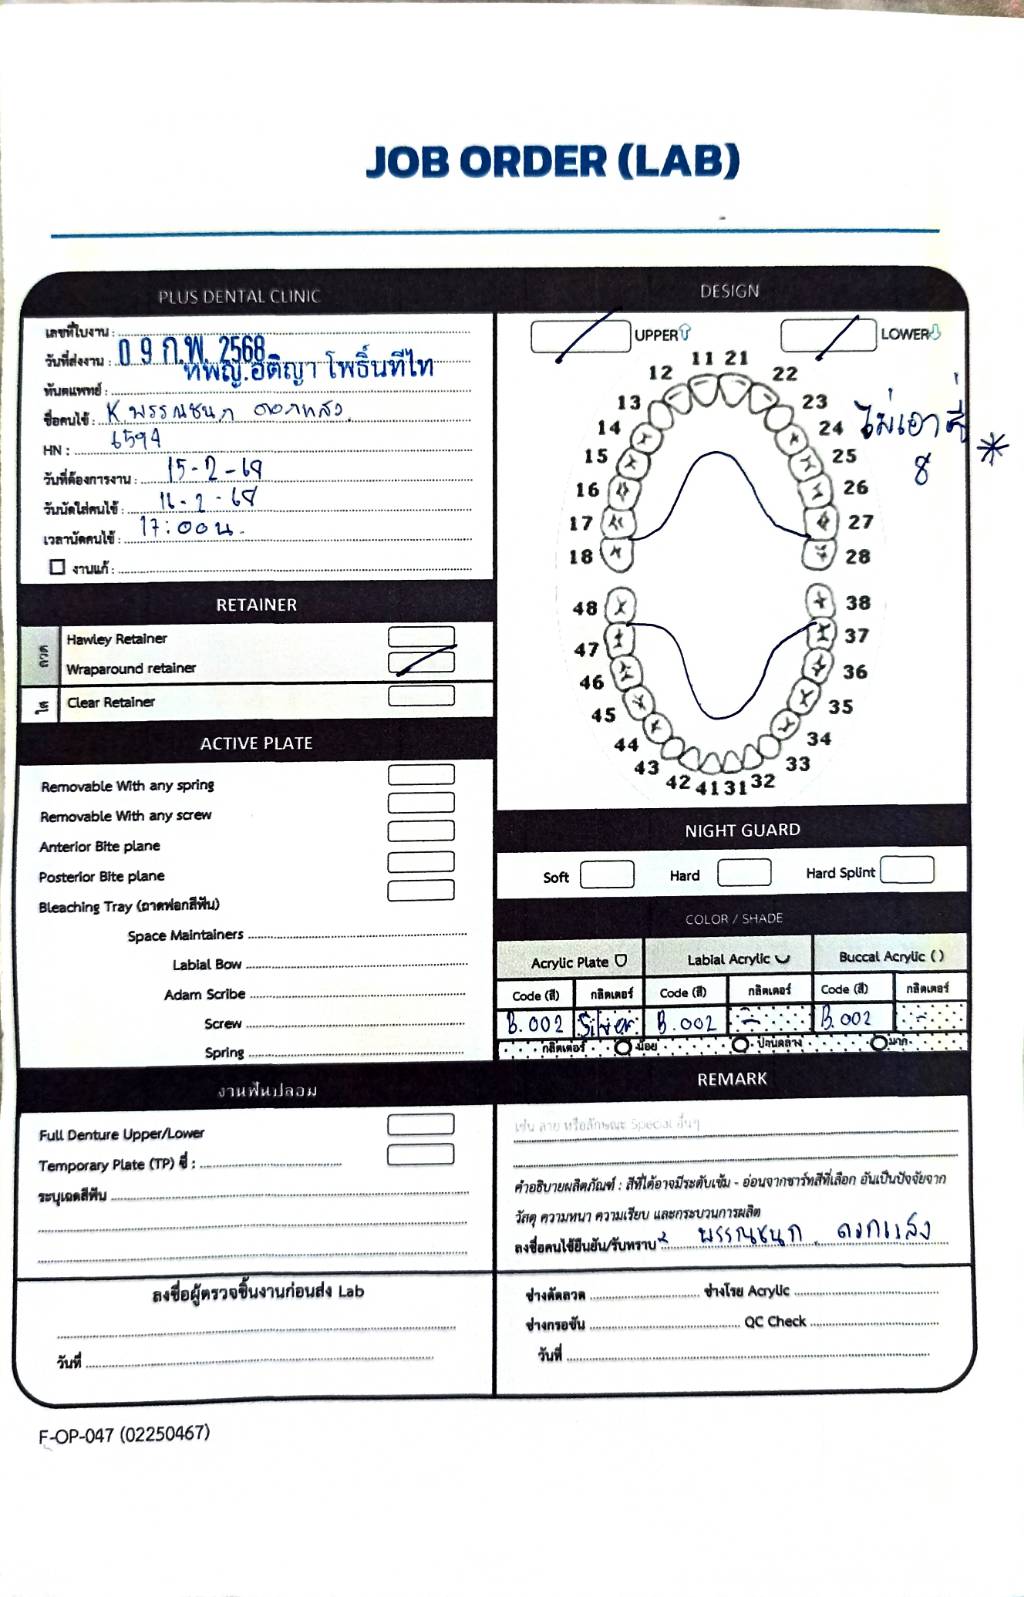 JOB ORDER (LAB)
PLUS DENTAL CLINIC
เลขที่ใบงาน :
วันที่ส่งงาน : 0 9 ก.พ. 2568
ทพญ.อติญา โพธิ์นทีไท
ทันตแพทย์ :
ชื่อคนไข้ : K. พรรณชนก ดอกแสง
HN : 6594
วันที่ต้องการงาน : 15-2-68
วันนัดใส่คนไข้ : 16-2-68
เวลานัดคนไข้ : 17:00 น.
งานแก้ :
DESIGN
UPPER
LOWER
11 21
12 22
13 23
14 24
15 25
16 26
17 27
18 28
ไม่เอาซี่
8 *
48 38
47 37
46 36
45 35
44 34
43 33
42 41 31 32
RETAINER
ลวด
Hawley Retainer
Wraparound retainer
ใส
Clear Retainer
ACTIVE PLATE
Removable With any spring
Removable With any screw
Anterior Bite plane
Posterior Bite plane
Bleaching Tray (ถาดฟอกสีฟัน)
Space Maintainers
Labial Bow
Adam Scribe
Screw
Spring
NIGHT GUARD
Soft Hard Hard Splint
COLOR / SHADE
Acrylic Plate Labial Acrylic Buccal Acrylic ( )
Code (สี) กลิตเตอร์ Code (สี) กลิตเตอร์ Code (สี) กลิตเตอร์
B.002 Silver B.002 - B.002 -
กลิตเตอร์ น้อย ปานกลาง มาก
งานฟันปลอม
Full Denture Upper/Lower
Temporary Plate (TP) ซี่ :
ระบุเฉดสีฟัน
REMARK
เช่น ลาย หรือลักษณะ Special อื่นๆ
คำอธิบายผลิตภัณฑ์ : สีที่ได้อาจมีระดับเข้ม - อ่อนจากชาร์ทสีที่เลือก อันเป็นปัจจัยจาก
วัสดุ ความหนา ความเรียบ และกระบวนการผลิต
ลงชื่อคนไข้ยืนยัน/รับทราบ พรรณชนก ดอกแสง
ลงชื่อผู้ตรวจชิ้นงานก่อนส่ง Lab
วันที่
ช่างดัดลวด ช่างโรย Acrylic
ช่างกรอขัน QC Check
วันที่
F-OP-047 (02250467)